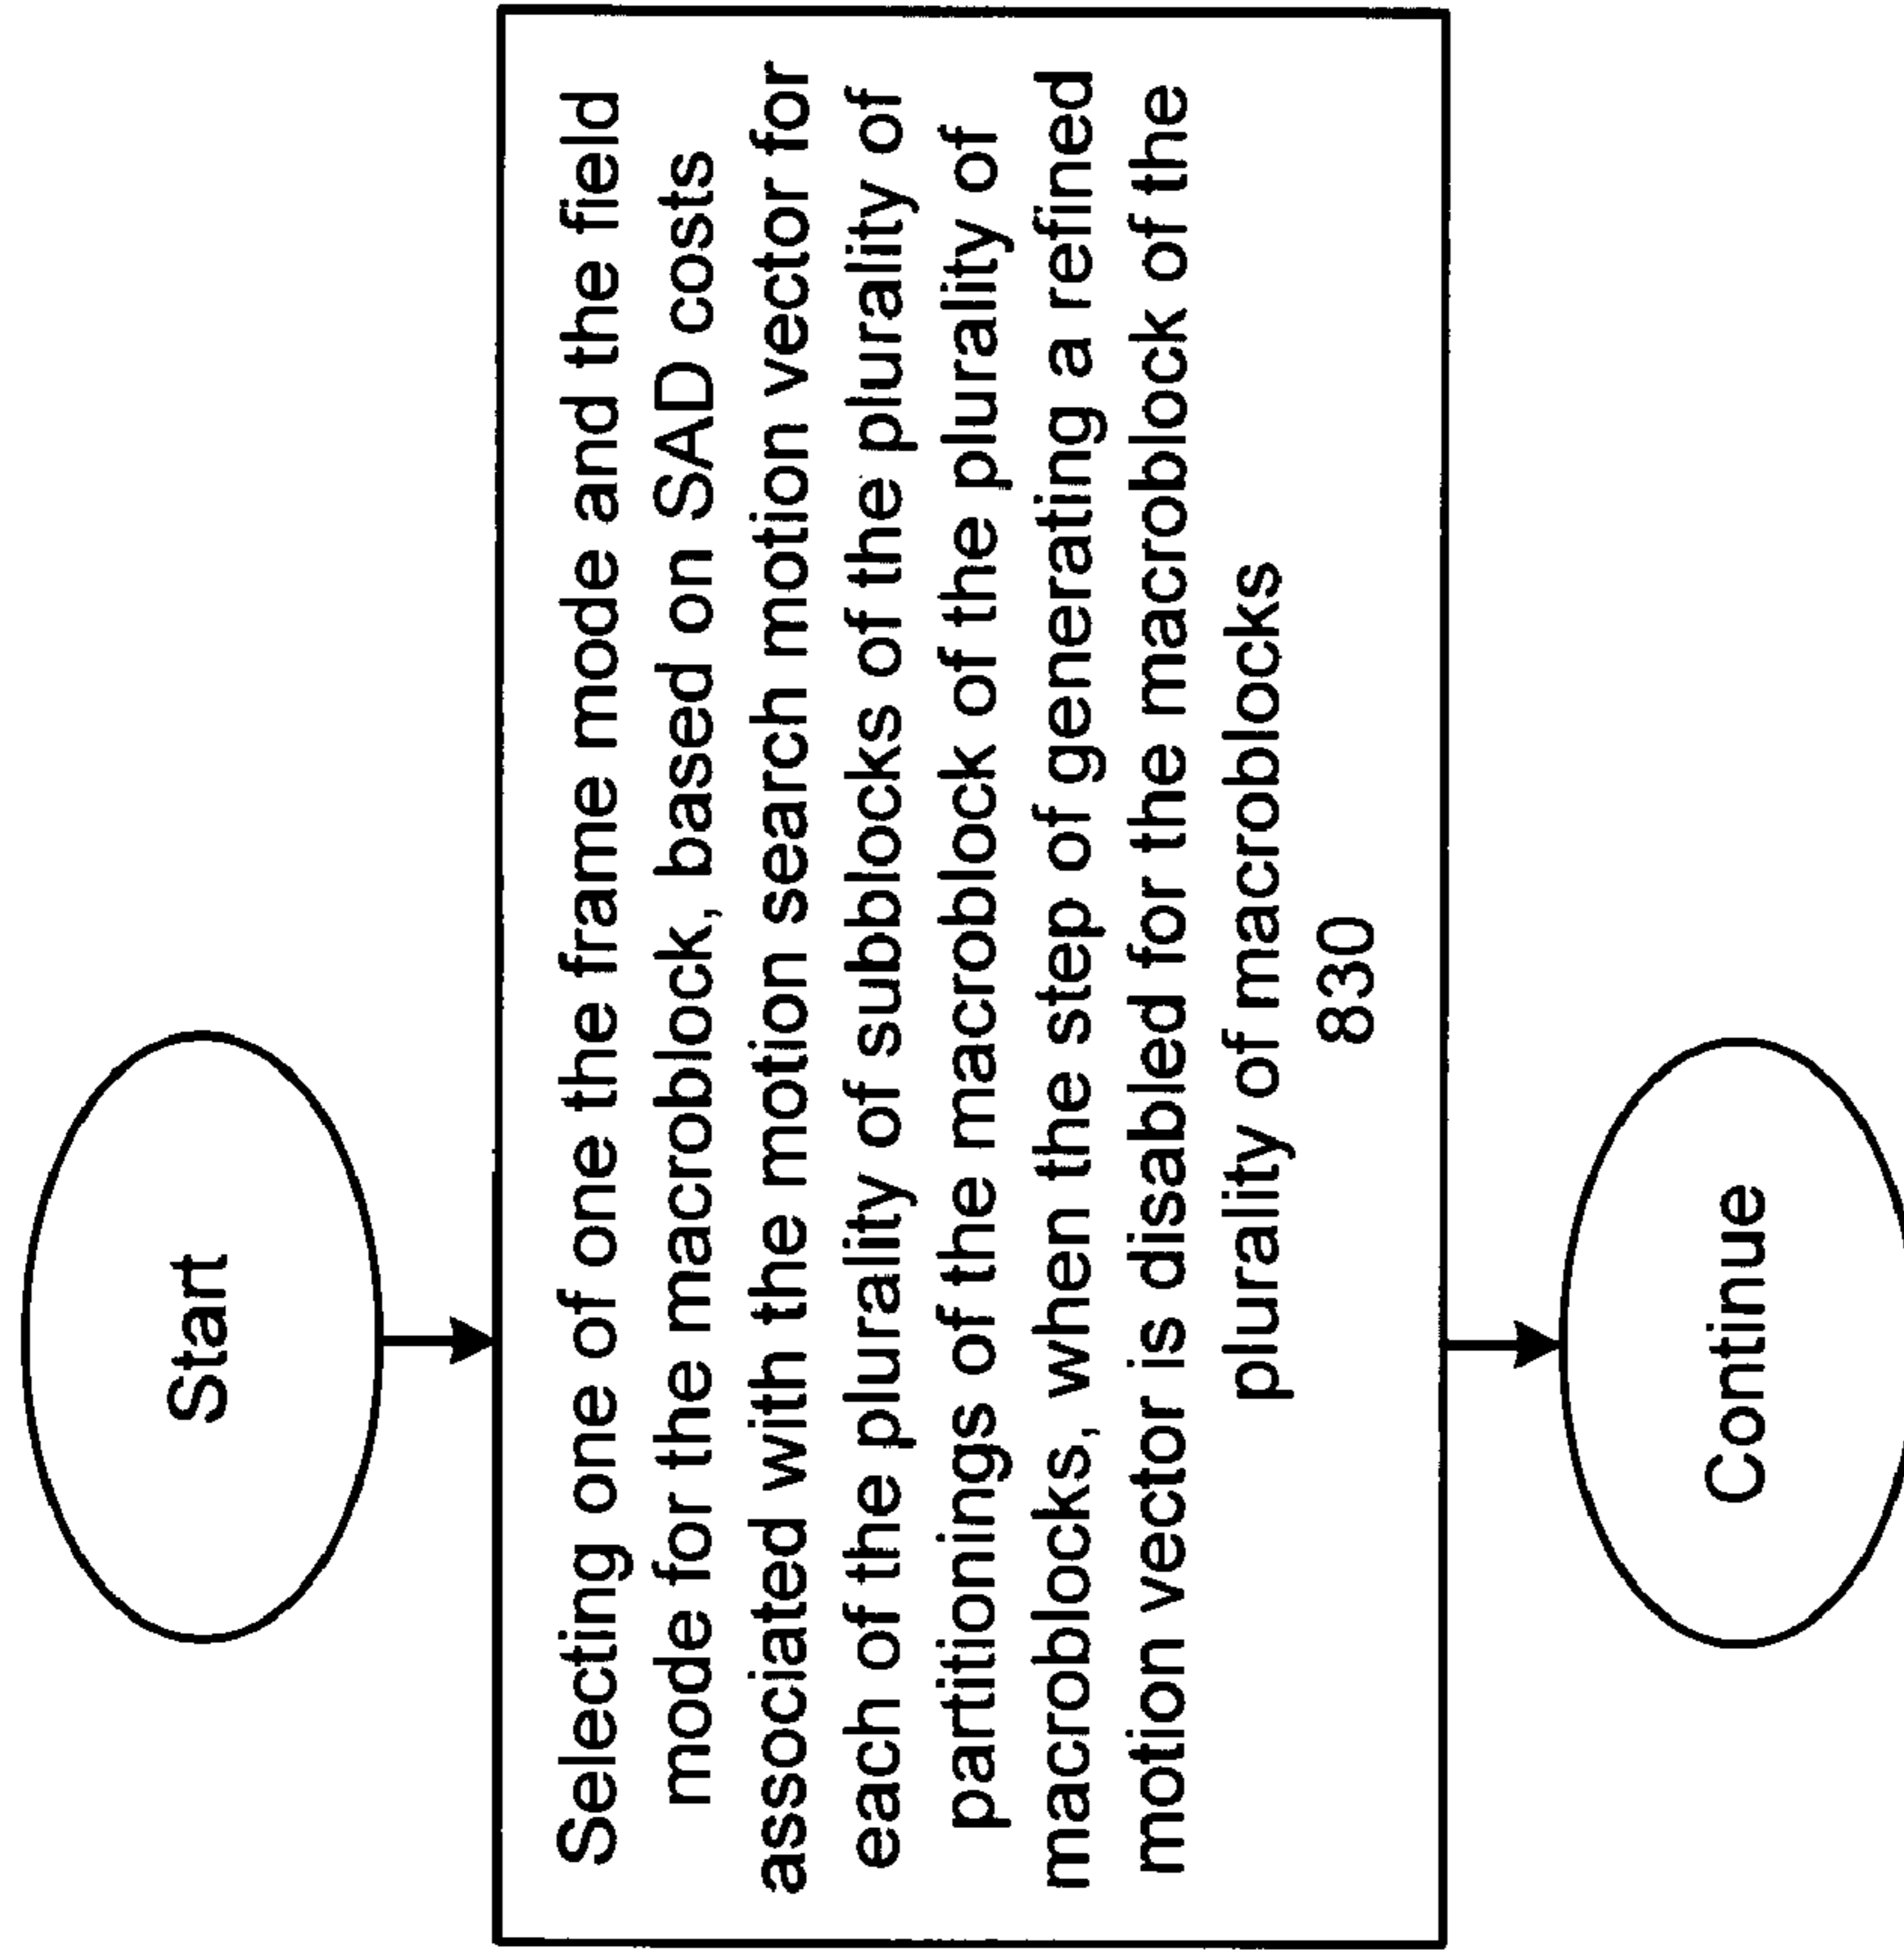 Start
Selecting one of one the frame mode and the field
mode for the macroblock, based on SAD costs
associated with the motion search motion vector for
each of the plurality of subblocks of the plurality of
partitionings of the macroblock of the plurality of
macroblocks, when the step of generating a refined
motion vector is disabled for the macroblock of the
plurality of macroblocks
830
Continue